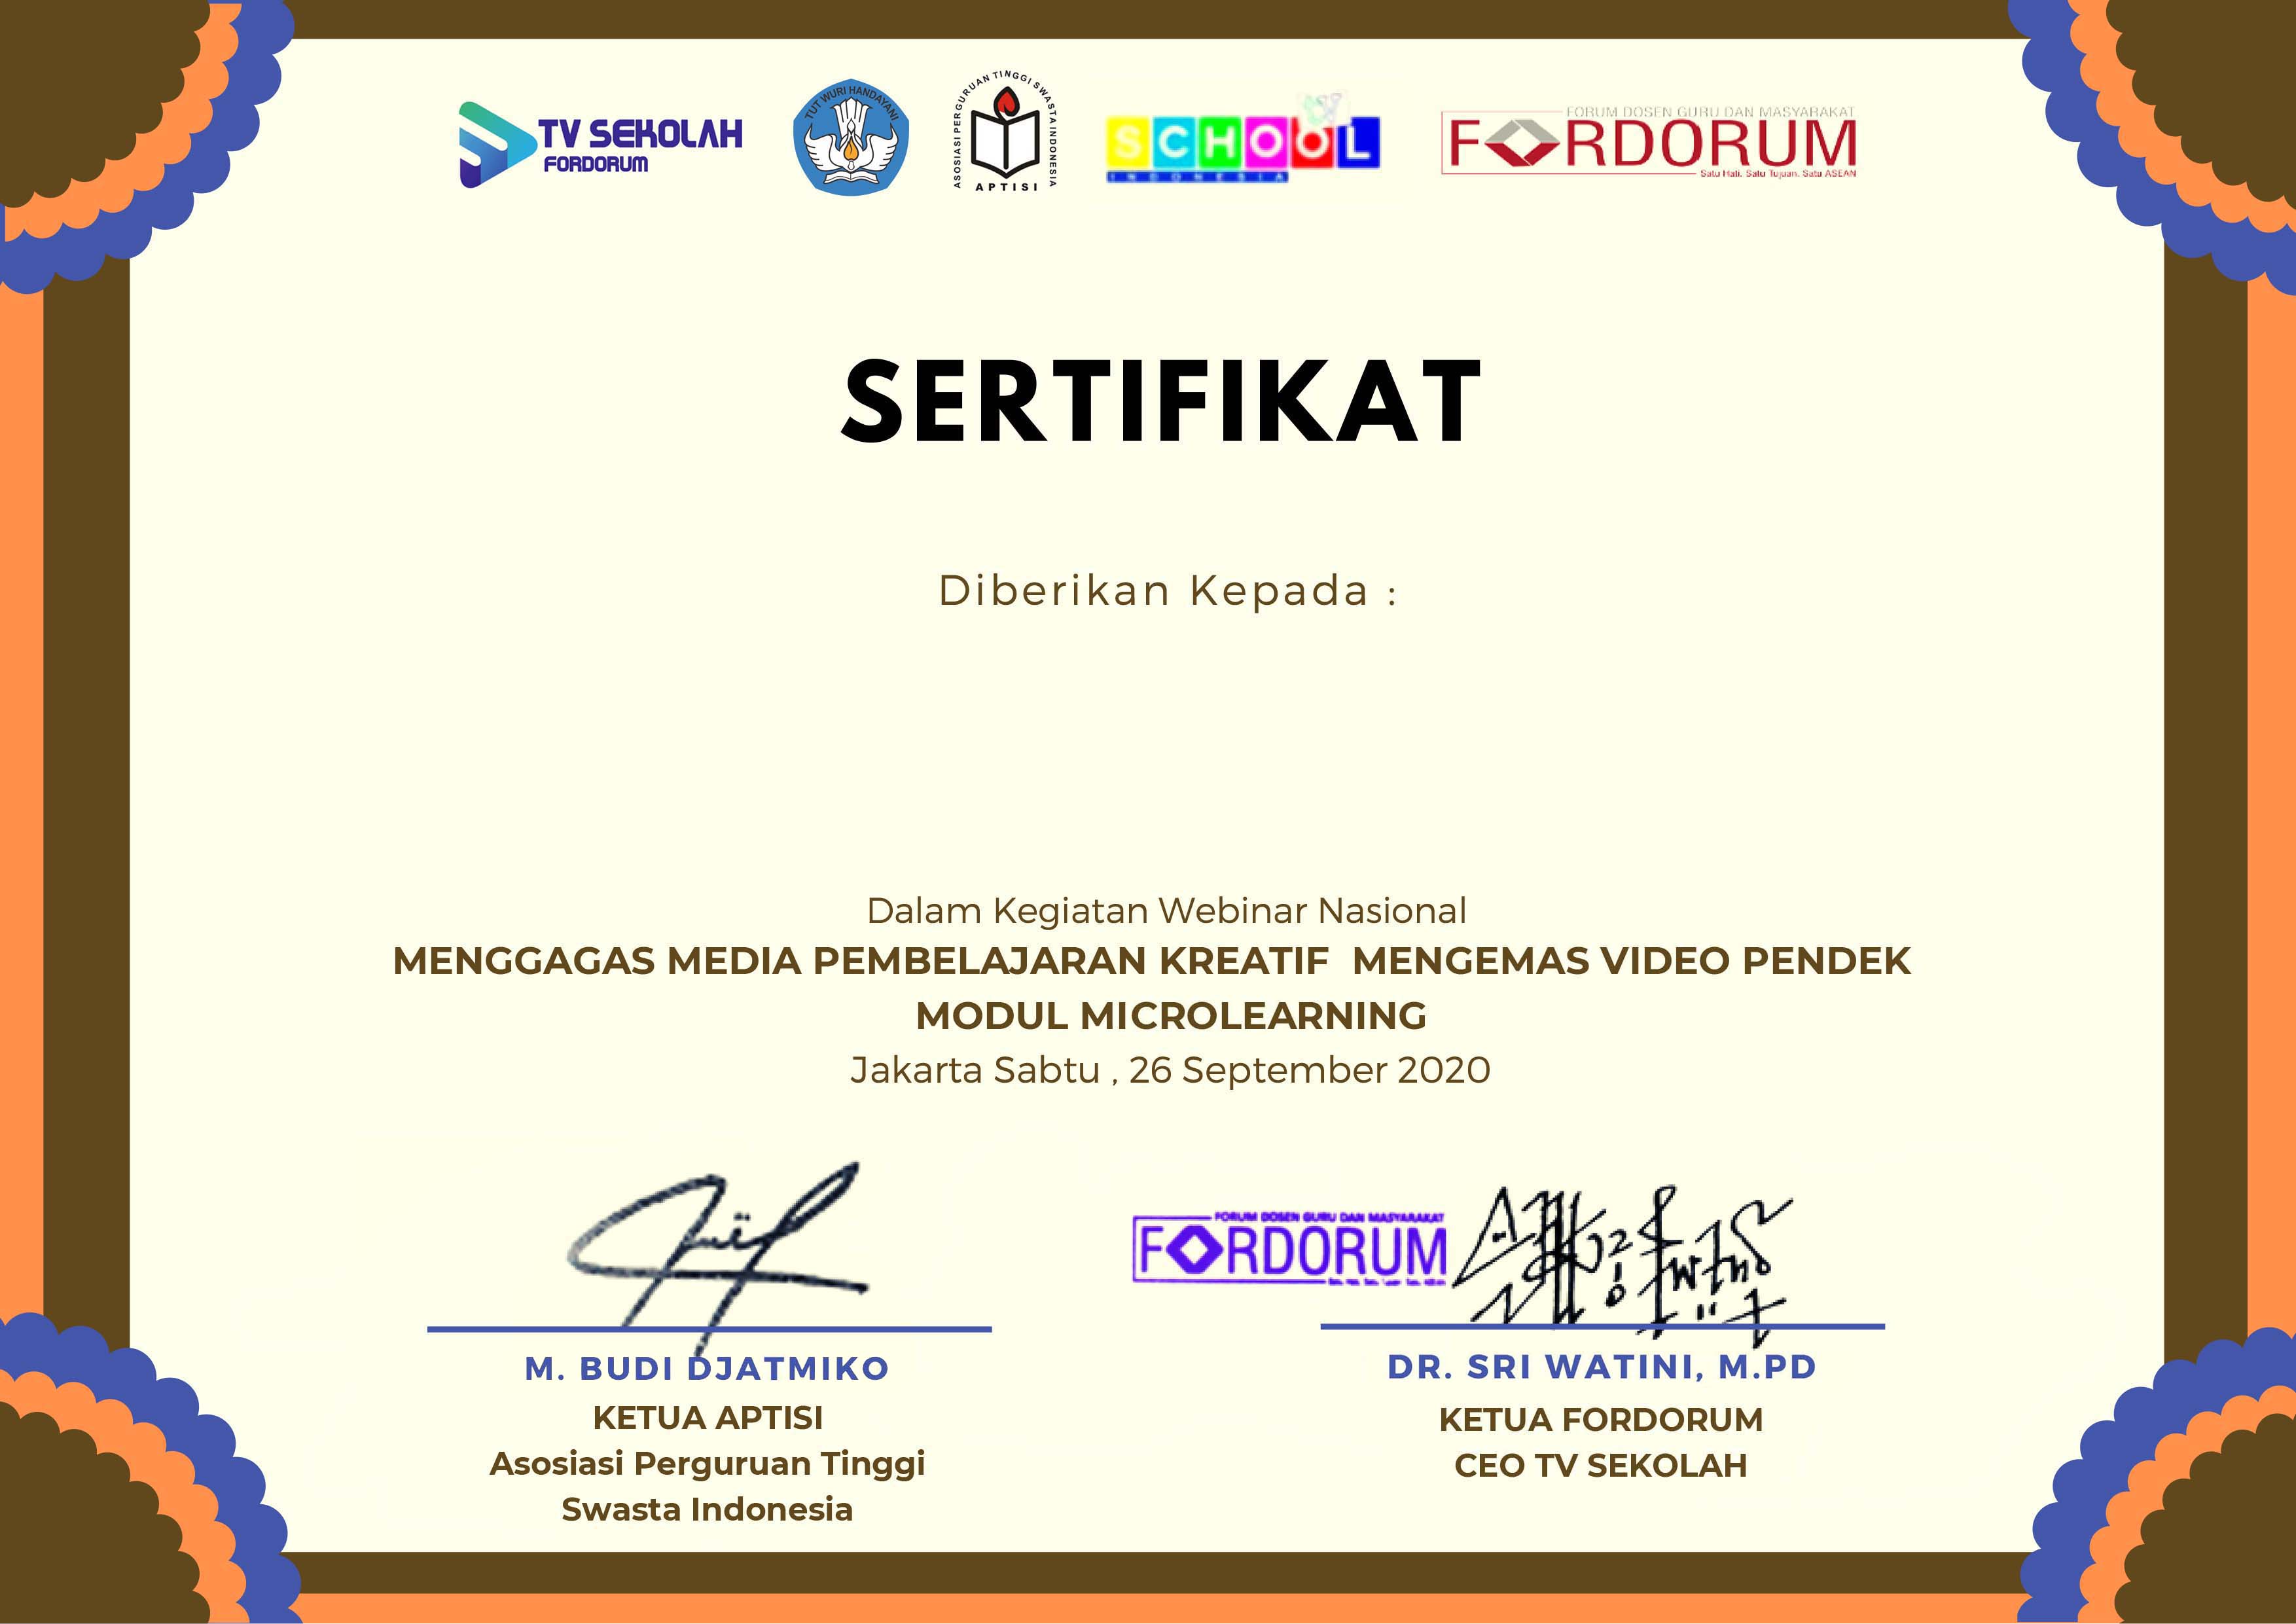 TV SEKOLAH
FORDORUM
TUT WURI HANDAYANI
ASOSIASI PERGURUAN TINGGI SWASTA INDONESIA
APTISI
SCHOOL
INDONESIA
FORUM DOSEN GURU DAN MASYARAKAT
FORDORUM
Satu Hati. Satu Tujuan. Satu ASEAN
SERTIFIKAT
Diberikan Kepada :
Dalam Kegiatan Webinar Nasional
MENGGAGAS MEDIA PEMBELAJARAN KREATIF  MENGEMAS VIDEO PENDEK
MODUL MICROLEARNING
Jakarta Sabtu , 26 September 2020
FORUM DOSEN GURU DAN MASYARAKAT
FORDORUM
M. BUDI DJATMIKO
KETUA APTISI
Asosiasi Perguruan Tinggi
Swasta Indonesia
DR. SRI WATINI, M.PD
KETUA FORDORUM
CEO TV SEKOLAH